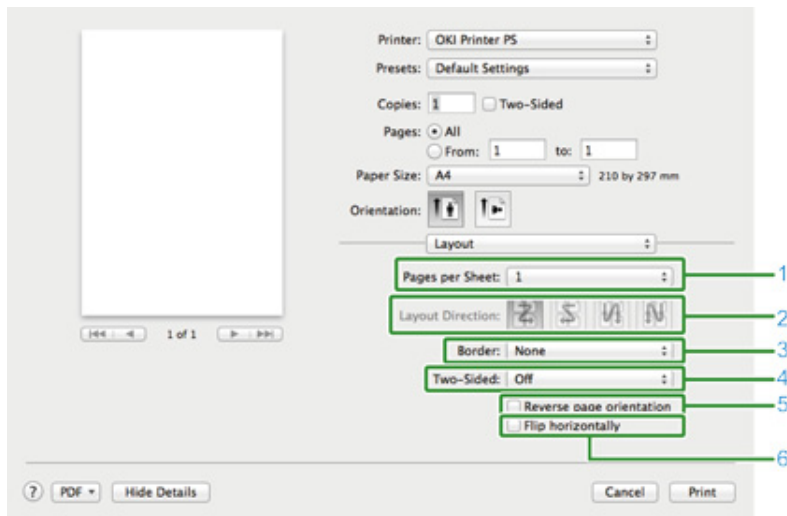 Printer: OKI Printer PS
Presets: Default Settings
Copies: 1 Two-Sided
Pages: All
From: 1 to: 1
Paper Size: A4 210 by 297 mm
Orientation:
Layout
Pages per Sheet: 1 1
Layout Direction: 2
Border: None 3
Two-Sided: Off 4
Reverse page orientation 5
Flip horizontally
6
1 of 1
? PDF Hide Details Cancel Print